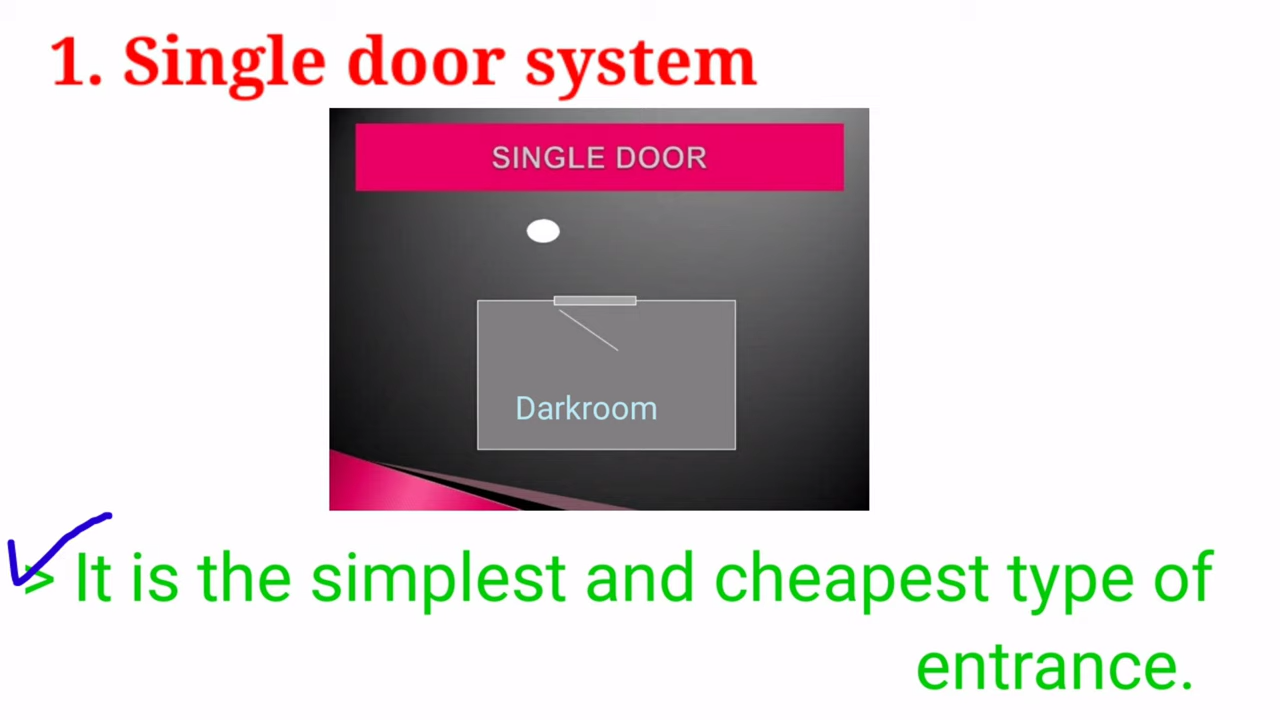 1. Single door system
SINGLE DOOR
Darkroom
> It is the simplest and cheapest type of
entrance.